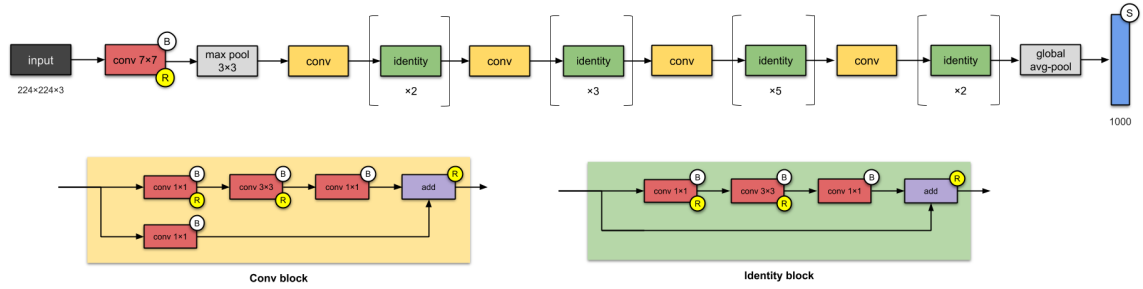 input
224×224×3
conv 7×7
B
R
max pool
3×3
conv
identity
×2
conv
identity
×3
conv
identity
×5
conv
identity
×2
global
avg-pool
S
1000
conv 1×1
B
R
conv 3×3
B
R
conv 1×1
B
add
R
conv 1×1
B
Conv block
conv 1×1
B
R
conv 3×3
B
R
conv 1×1
B
add
R
Identity block